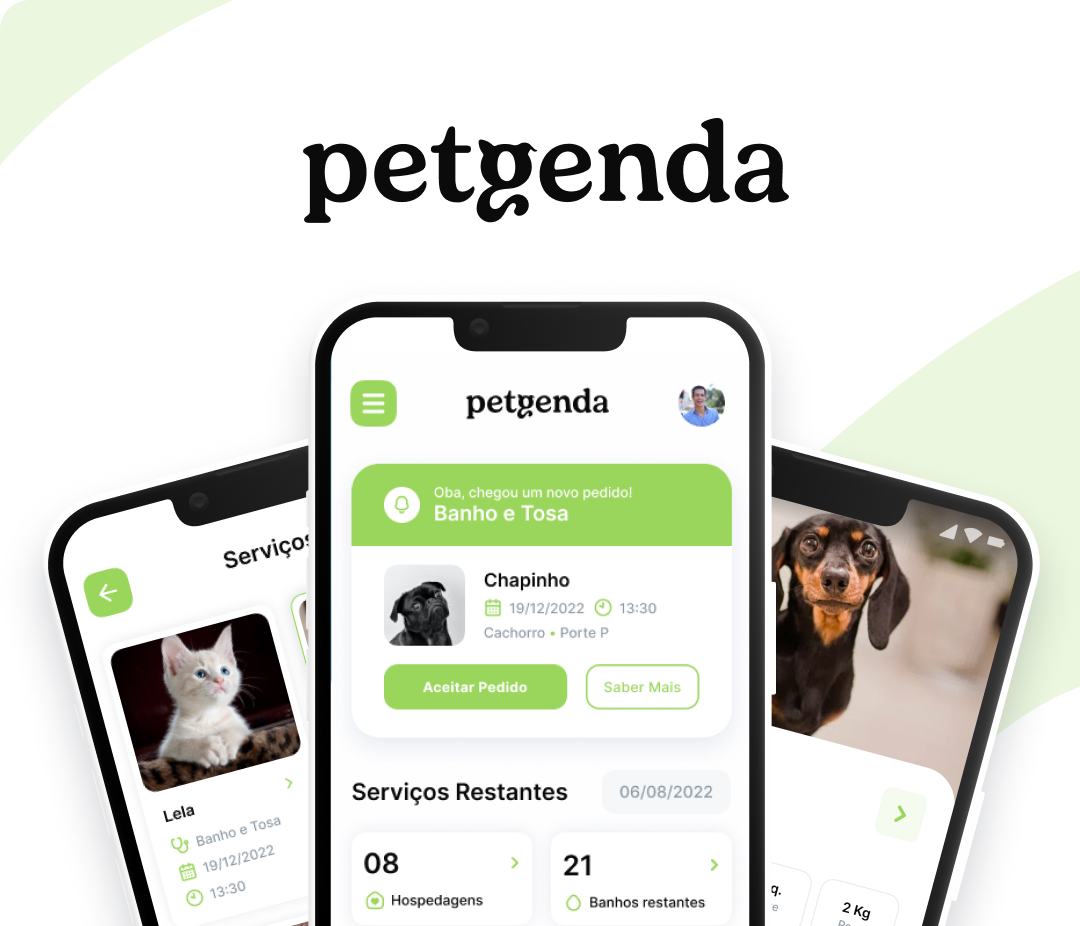 petgenda
petgenda
Oba, chegou um novo pedido!
Banho e Tosa
Chapinho
19/12/2022 13:30
Cachorro • Porte P
Aceitar Pedido Saber Mais
Serviços Restantes 06/08/2022
08
Hospedagens
21
Banhos restantes
Serviços
Lela
Banho e Tosa
19/12/2022
13:30
q.
2 Kg